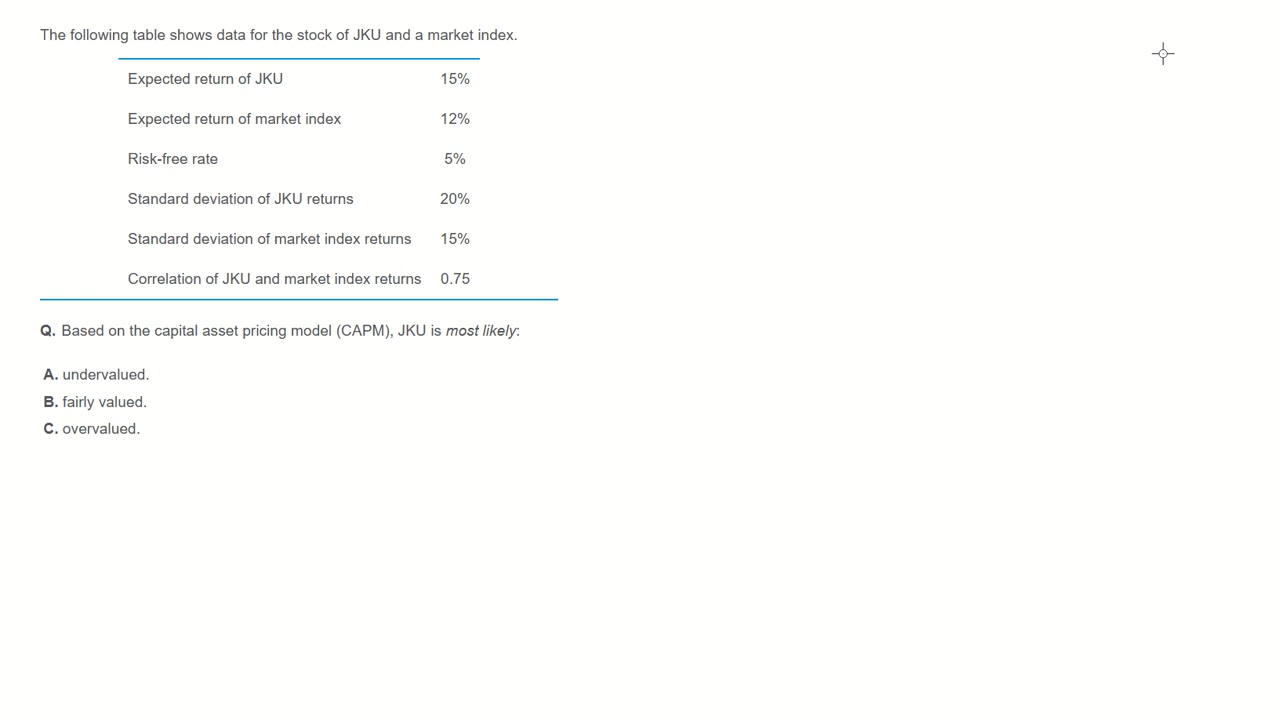 The following table shows data for the stock of JKU and a market index.
Expected return of JKU 15%
Expected return of market index 12%
Risk-free rate 5%
Standard deviation of JKU returns 20%
Standard deviation of market index returns 15%
Correlation of JKU and market index returns 0.75
Q. Based on the capital asset pricing model (CAPM), JKU is most likely:
A. undervalued.
B. fairly valued.
C. overvalued.